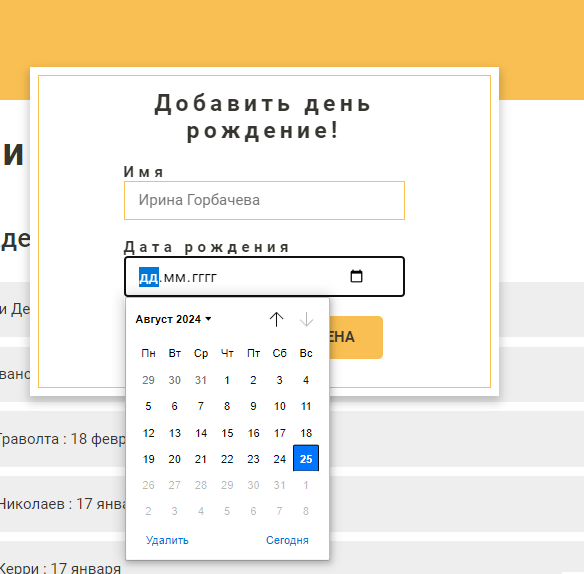 Добавить день
рождение!
и
Имя
Ирина Горбачева
де
Дата рождения
дд.мм.гггг
и Де
Август 2024
ЕНА
Пн Вт Ср Чт Пт Сб Вс
29 30 31 1 2 3 4
5 6 7 8 9 10 11
12 13 14 15 16 17 18
19 20 21 22 23 24 25
26 27 28 29 30 31 1
2 3 4 5 6 7 8
Удалить Сегодня
ванс
Траволта : 18 февр
Николаев : 17 янва
Керри : 17 января